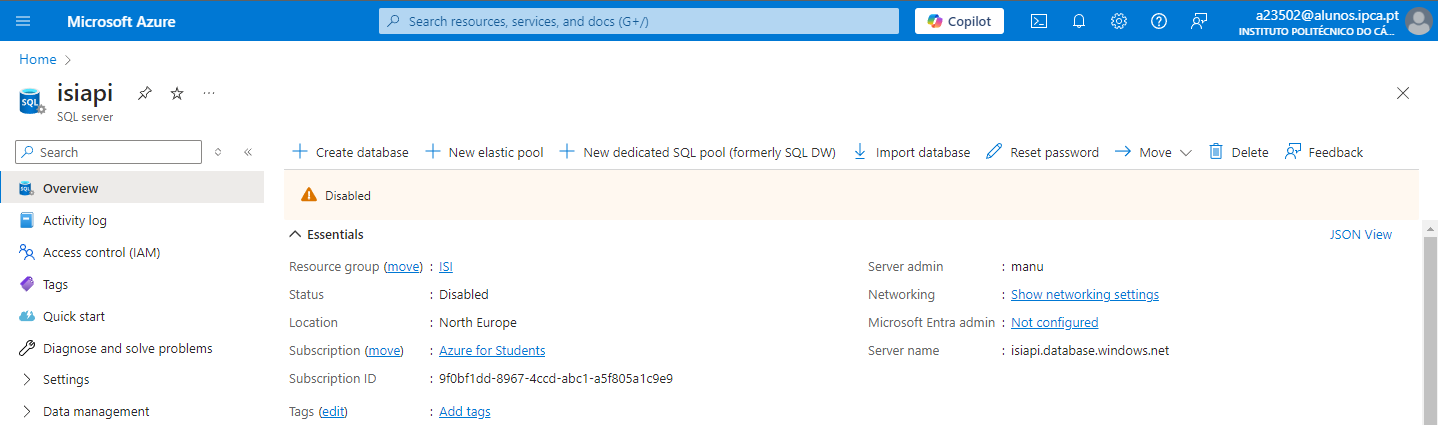 Microsoft Azure
Search resources, services, and docs (G+/)
Copilot
a23502@alunos.ipca.pt
INSTITUTO POLITÉCNICO DO CÁ...
Home
isiapi
SQL server
Search
Create database
New elastic pool
New dedicated SQL pool (formerly SQL DW)
Import database
Reset password
Move
Delete
Feedback
Overview
Activity log
Access control (IAM)
Tags
Quick start
Diagnose and solve problems
Settings
Data management
Disabled
Essentials
JSON View
Resource group (move) : ISI
Status : Disabled
Location : North Europe
Subscription (move) : Azure for Students
Subscription ID : 9f0bf1dd-8967-4ccd-abc1-a5f805a1c9e9
Tags (edit) : Add tags
Server admin : manu
Networking : Show networking settings
Microsoft Entra admin : Not configured
Server name : isiapi.database.windows.net